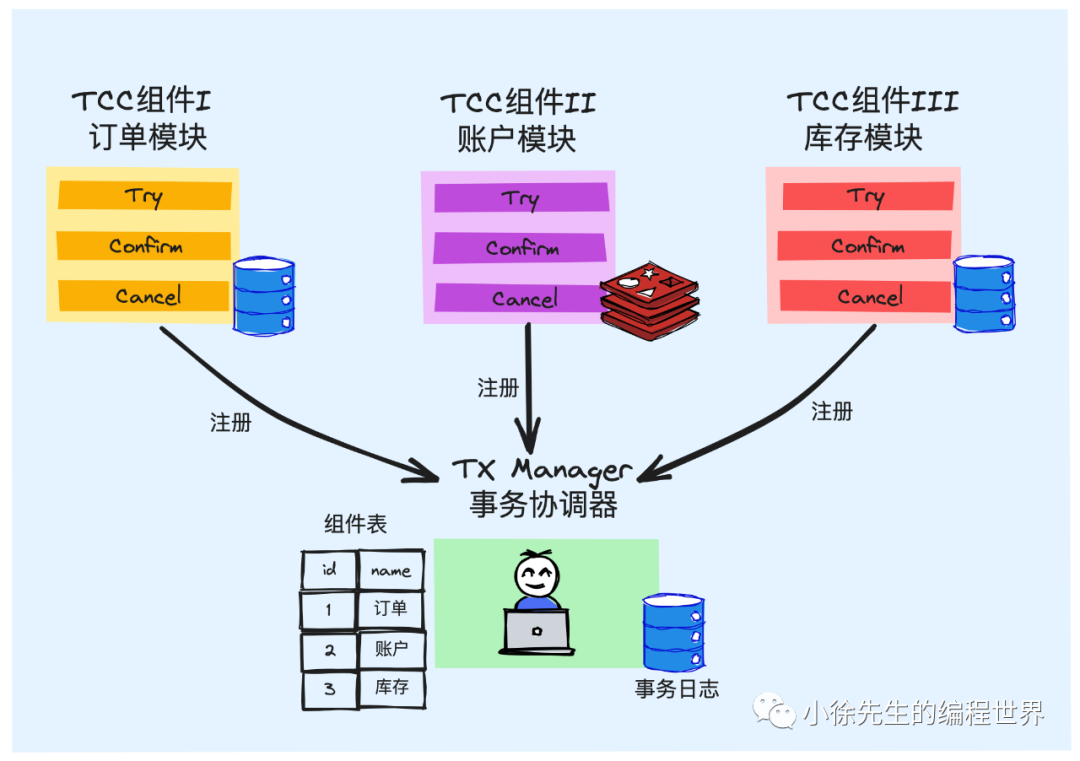 TCC组件I
订单模块
Try
Confirm
Cancel
TCC组件II
账户模块
Try
Confirm
Cancel
TCC组件III
库存模块
Try
Confirm
Cancel
注册
注册
注册
TX Manager
事务协调器
组件表
id name
1 订单
2 账户
3 库存
事务日志
小徐先生的编程世界